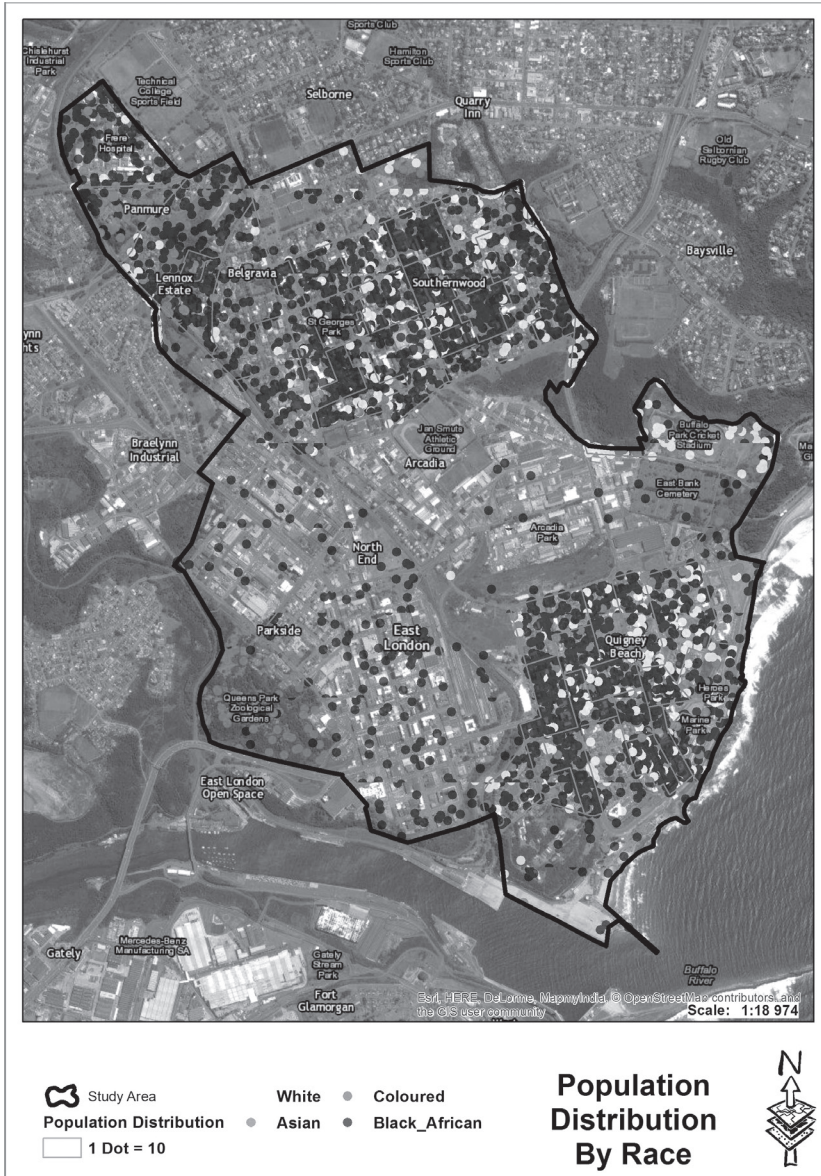 Sports Club
Chislehurst
Industrial
Park
Hamilton
Sports Club
Technical
College
Sports Field
Selborne
Quarry
Inn
Old
Selbornian
Rugby Club
Frere
Hospital
Panmure
Baysville
Lennox
Estate
Belgravia
Southernwood
St Georges
Park
ynn
hts
Jan Smuts
Athletic
Ground
Buffalo
Park Cricket
Stadium
Braelynn
Industrial
Arcadia
Ma
Gl
East Bank
Cemetery
Arcadia
Park
North
End
Parkside
East
London
Quigney
Beach
Queens Park
Zoological
Gardens
Heroes
Park
Marine
Park
East London
Open Space
Gately
Mercedes-Benz
Manufacturing SA
Gately
Stream
Park
Fort
Glamorgan
Buffalo
River
Esri, HERE, DeLorme, MapmyIndia, © OpenStreetMap contributors, and
the GIS user community
Scale: 1:18 974
Study Area
White Coloured
Population Distribution Asian Black_African
1 Dot = 10
Population
Distribution
By Race
N